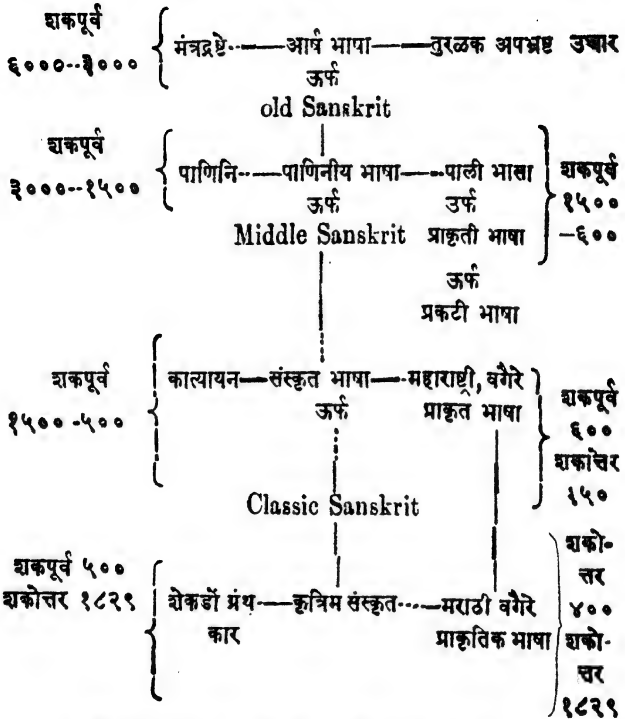 शकपूर्व
६०००--३०००
मंत्रद्रष्टे--—आर्ष भाषा—--तुरळक अपभ्रष्ट उच्चार
ऊर्फ
old Sanskrit
शकपूर्व
३०००--१५००
पाणिनि--—पाणिनीय भाषा—--पाली भासा
ऊर्फ उर्फ
Middle Sanskrit प्राकृती भाषा
ऊर्फ
प्रकटी भाषा
शकपूर्व
१५००
–६००
शकपूर्व
१५०० -५००
कात्यायन—संस्कृत भाषा—-महाराष्ट्री, वगैरे
ऊर्फ प्राकृत भाषा
Classic Sanskrit
शकपूर्व
६००
शकोत्तर
५०
शकपूर्व ५००
शकोत्तर १८२९
शेकडों ग्रंथ-—कृत्रिम संस्कृत----मराठी वगैरे
कार प्राकृतिक भाषा
शको-
त्तर
४००
शको-
त्तर
१८२९